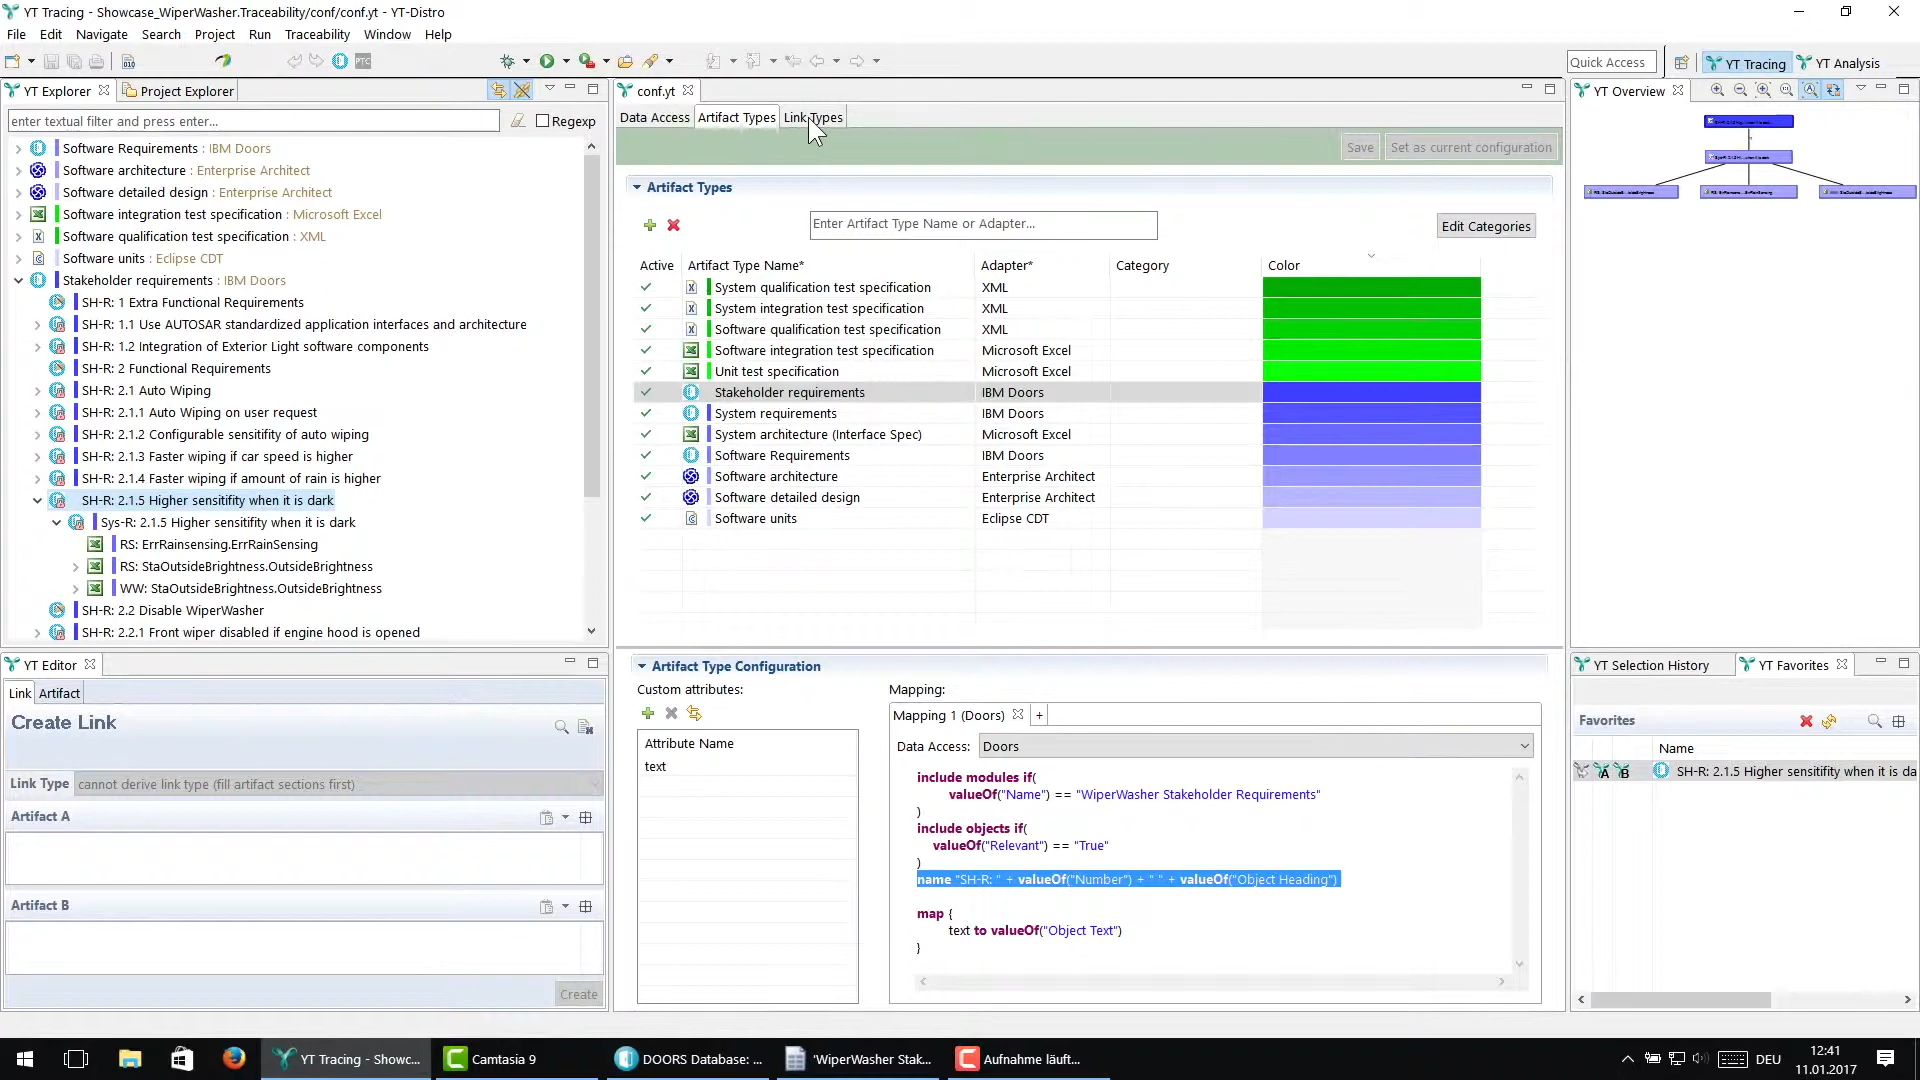 YT Tracing - Showcase_WiperWasher.Traceability/conf/conf.yt - YT-Distro
File Edit Navigate Search Project Run Traceability Window Help
Quick Access
YT Tracing
YT Analysis
YT Explorer
Project Explorer
enter textual filter and press enter...
Regexp
Software Requirements : IBM Doors
Software architecture : Enterprise Architect
Software detailed design : Enterprise Architect
Software integration test specification : Microsoft Excel
Software qualification test specification : XML
Software units : Eclipse CDT
Stakeholder requirements : IBM Doors
SH-R: 1 Extra Functional Requirements
SH-R: 1.1 Use AUTOSAR standardized application interfaces and architecture
SH-R: 1.2 Integration of Exterior Light software components
SH-R: 2 Functional Requirements
SH-R: 2.1 Auto Wiping
SH-R: 2.1.1 Auto Wiping on user request
SH-R: 2.1.2 Configurable sensitifity of auto wiping
SH-R: 2.1.3 Faster wiping if car speed is higher
SH-R: 2.1.4 Faster wiping if amount of rain is higher
SH-R: 2.1.5 Higher sensitifity when it is dark
Sys-R: 2.1.5 Higher sensitifity when it is dark
RS: ErrRainsensing.ErrRainSensing
RS: StaOutsideBrightness.OutsideBrightness
WW: StaOutsideBrightness.OutsideBrightness
SH-R: 2.2 Disable WiperWasher
SH-R: 2.2.1 Front wiper disabled if engine hood is opened
YT Editor
Link Artifact
Create Link
Link Type cannot derive link type (fill artifact sections first)
Artifact A
Artifact B
Create
conf.yt
Data Access Artifact Types Link Types
Save Set as current configuration
Artifact Types
Enter Artifact Type Name or Adapter...
Edit Categories
Active Artifact Type Name* Adapter* Category Color
System qualification test specification XML
System integration test specification XML
Software qualification test specification XML
Software integration test specification Microsoft Excel
Unit test specification Microsoft Excel
Stakeholder requirements IBM Doors
System requirements IBM Doors
System architecture (Interface Spec) Microsoft Excel
Software Requirements IBM Doors
Software architecture Enterprise Architect
Software detailed design Enterprise Architect
Software units Eclipse CDT
Artifact Type Configuration
Custom attributes:
Attribute Name
text
Mapping:
Mapping 1 (Doors)
+
Data Access: Doors
include modules if(
valueOf("Name") == "WiperWasher Stakeholder Requirements"
)
include objects if(
valueOf("Relevant") == "True"
)
name "SH-R: " + valueOf("Number") + " " + valueOf("Object Heading")
map {
text to valueOf("Object Text")
}
YT Overview
YT Selection History
YT Favorites
Favorites
Name
SH-R: 2.1.5 Higher sensitifity when it is da
YT Tracing - Showc...
Camtasia 9
DOORS Database: ...
'WiperWasher Stak...
Aufnahme läuft...
DEU
12:41
11.01.2017